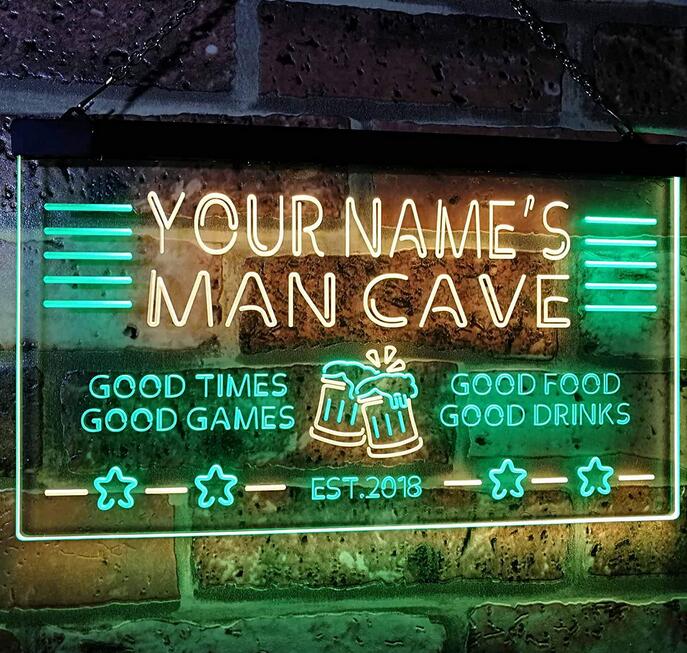 YOUR NAME'S
MAN CAVE
GOOD TIMES
GOOD GAMES
GOOD FOOD
GOOD DRINKS
EST.2018